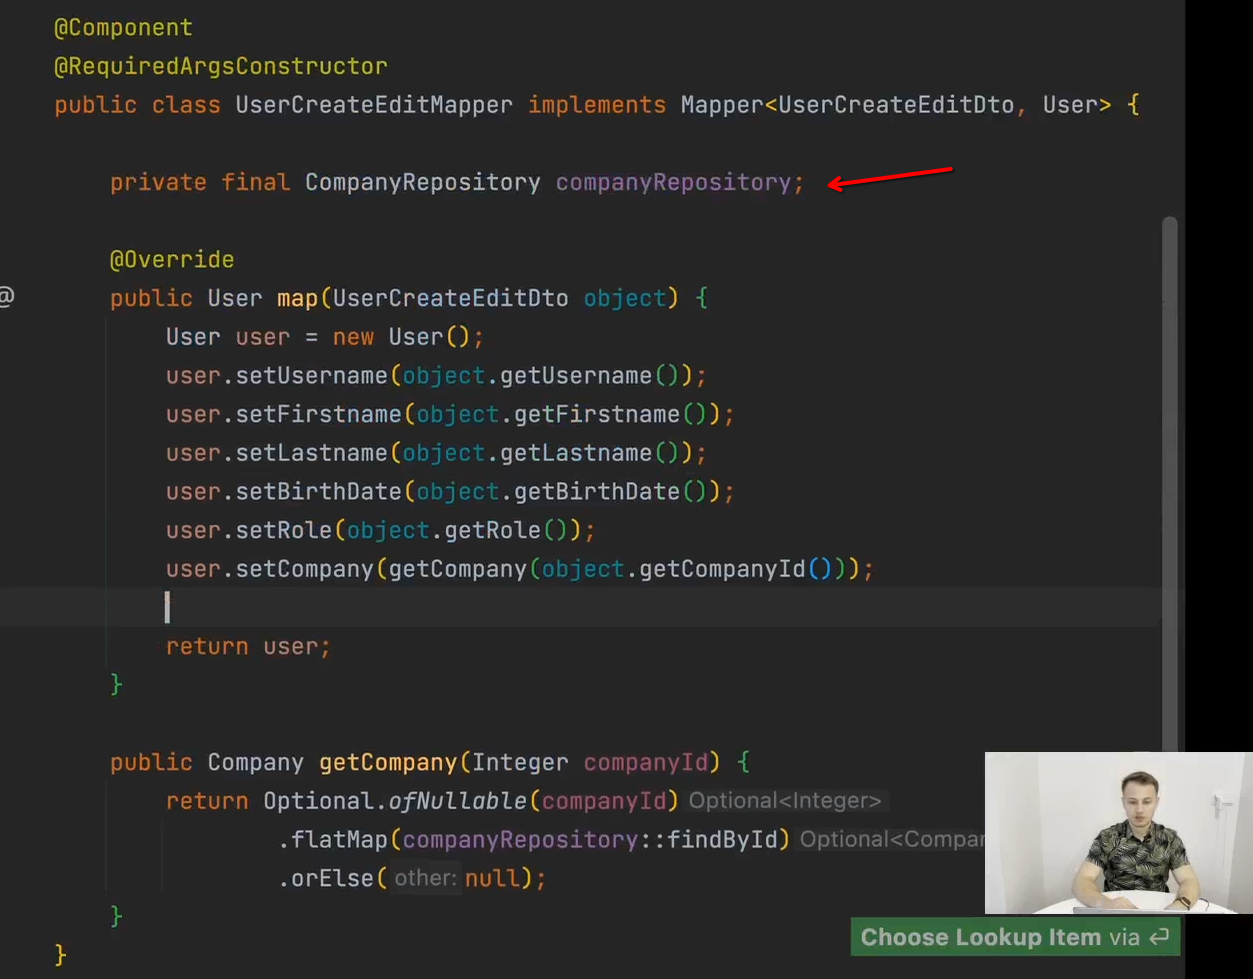 @Component
@RequiredArgsConstructor
public class UserCreateEditMapper implements Mapper<UserCreateEditDto, User> {
private final CompanyRepository companyRepository;
@Override
@
public User map(UserCreateEditDto object) {
User user = new User();
user.setUsername(object.getUsername());
user.setFirstname(object.getFirstname());
user.setLastname(object.getLastname());
user.setBirthDate(object.getBirthDate());
user.setRole(object.getRole());
user.setCompany(getCompany(object.getCompanyId()));
return user;
}
public Company getCompany(Integer companyId) {
return Optional.ofNullable(companyId) Optional<Integer>
.flatMap(companyRepository::findById) Optional<Compan
.orElse( other: null);
}
Choose Lookup Item via ↵
}